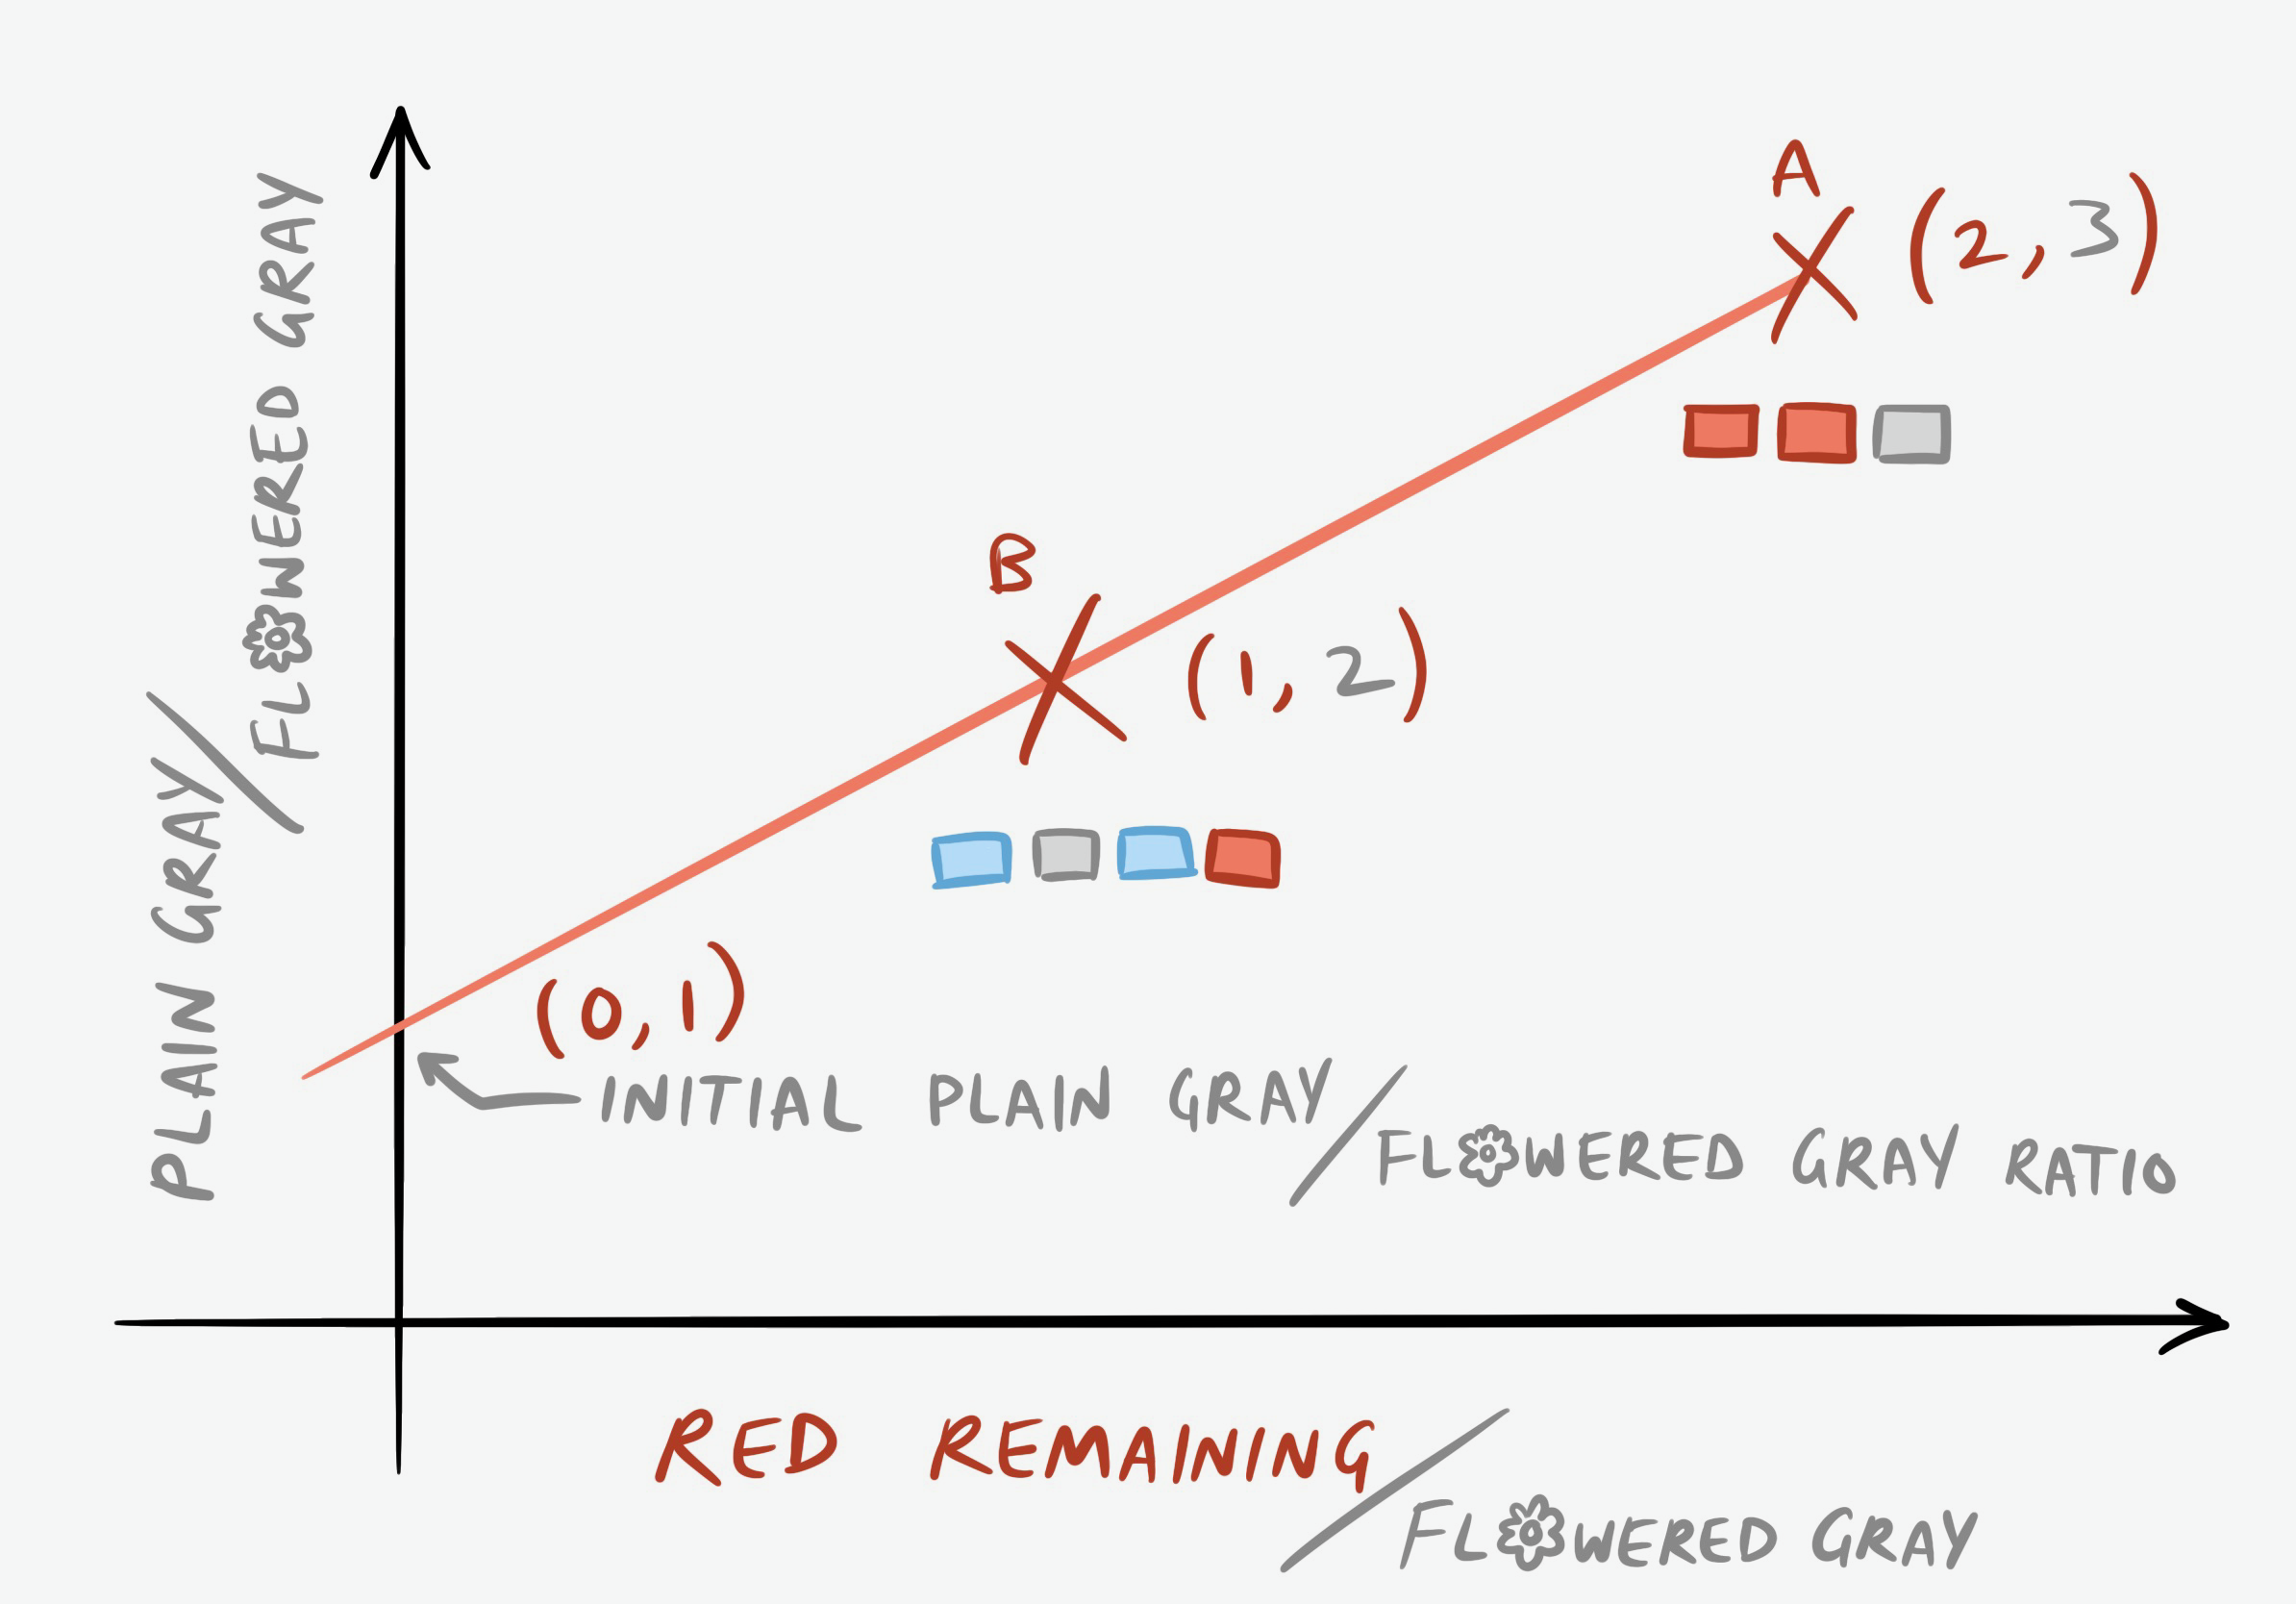 A
(2, 3)
B
(1, 2)
(0, 1)
PLAIN GRAY/
FLOWERED GRAY
INITIAL PLAIN GRAY/
FLOWERED GRAY RATIO
RED REMAINING/
FLOWERED GRAY